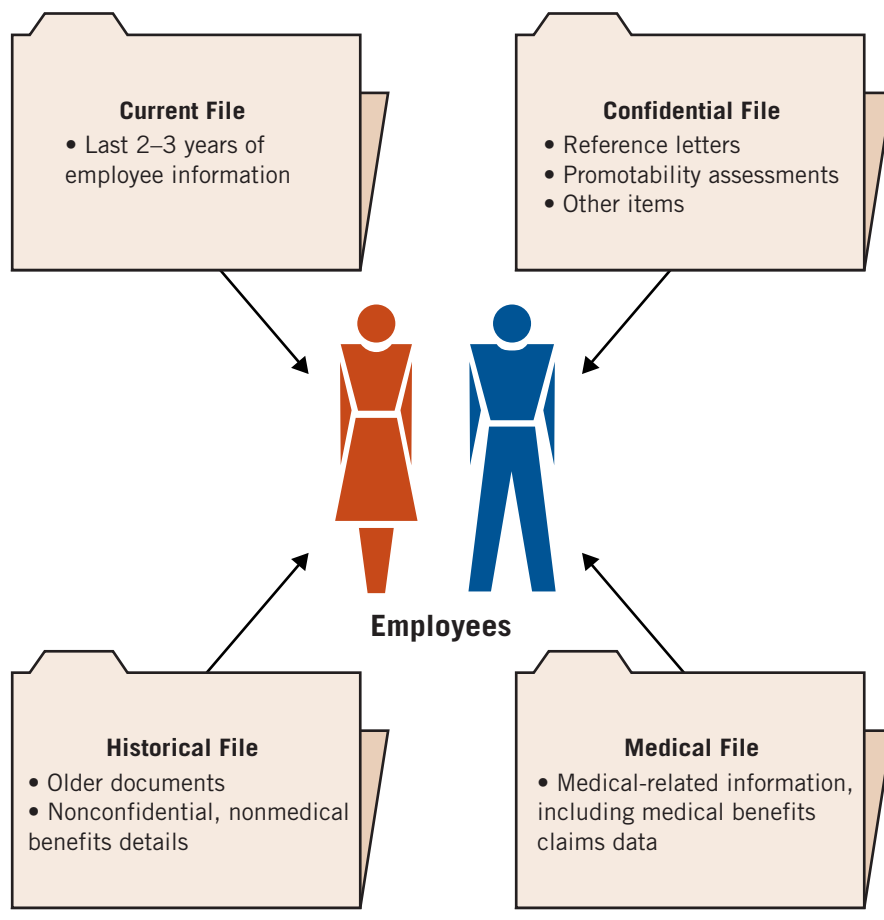 Current File
• Last 2–3 years of
employee information
Confidential File
• Reference letters
• Promotability assessments
• Other items
Employees
Historical File
• Older documents
• Nonconfidential, nonmedical
benefits details
Medical File
• Medical-related information,
including medical benefits
claims data